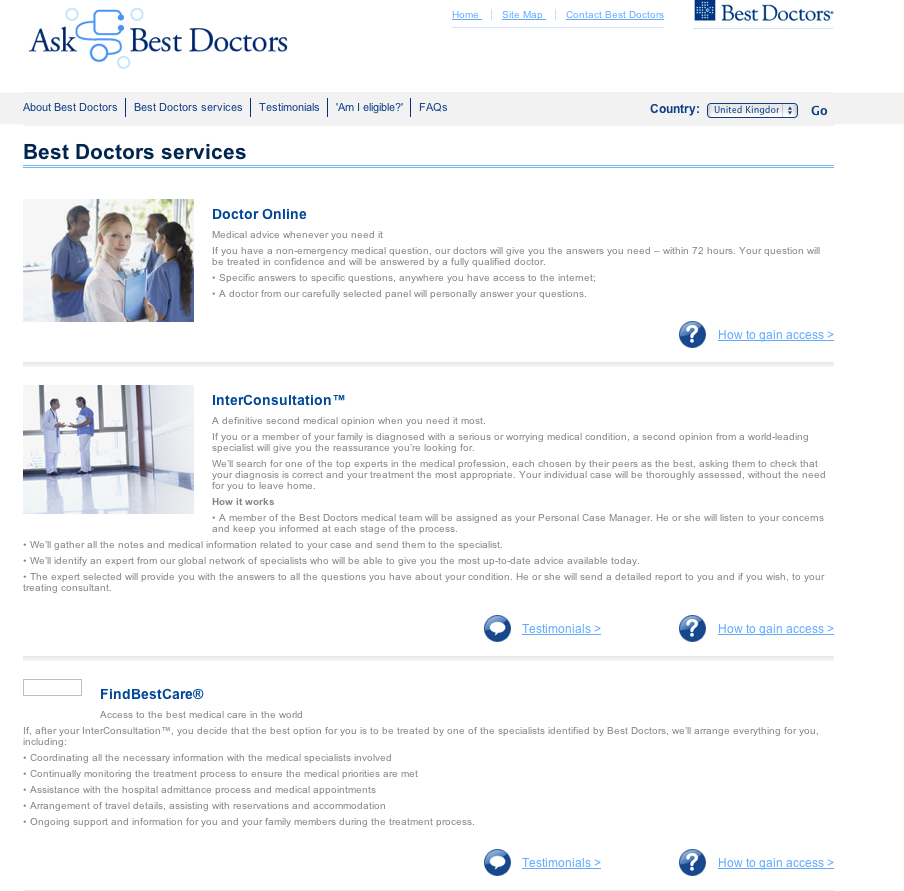 Ask Best Doctors
Home
Site Map
Contact Best Doctors
Best Doctors
About Best Doctors
Best Doctors services
Testimonials
'Am I eligible?'
FAQs
Country:
United Kingdor
Go
Best Doctors services
Doctor Online
Medical advice whenever you need it
If you have a non–emergency medical question, our doctors will give you the answers you need – within 72 hours. Your question will
be treated in confidence and will be answered by a fully qualified doctor.
• Specific answers to specific questions, anywhere you have access to the internet;
• A doctor from our carefully selected panel will personally answer your questions.
?
How to gain access >
InterConsultation™
A definitive second medical opinion when you need it most.
If you or a member of your family is diagnosed with a serious or worrying medical condition, a second opinion from a world-leading
specialist will give you the reassurance you're looking for.
We'll search for one of the top experts in the medical profession, each chosen by their peers as the best, asking them to check that
your diagnosis is correct and your treatment the most appropriate. Your individual case will be thoroughly assessed, without the need
for you to leave home.
How it works
• A member of the Best Doctors medical team will be assigned as your Personal Case Manager. He or she will listen to your concerns
and keep you informed at each stage of the process.
• We'll gather all the notes and medical information related to your case and send them to the specialist.
• We'll identify an expert from our global network of specialists who will be able to give you the most up-to-date advice available today.
• The expert selected will provide you with the answers to all the questions you have about your condition. He or she will send a detailed report to you and if you wish, to your
treating consultant.
Testimonials >
?
How to gain access >
FindBestCare®
Access to the best medical care in the world
If, after your InterConsultation™, you decide that the best option for you is to be treated by one of the specialists identified by Best Doctors, we'll arrange everything for you,
including:
• Coordinating all the necessary information with the medical specialists involved
• Continually monitoring the treatment process to ensure the medical priorities are met
• Assistance with the hospital admittance process and medical appointments
• Arrangement of travel details, assisting with reservations and accommodation
• Ongoing support and information for you and your family members during the treatment process.
Testimonials >
?
How to gain access >